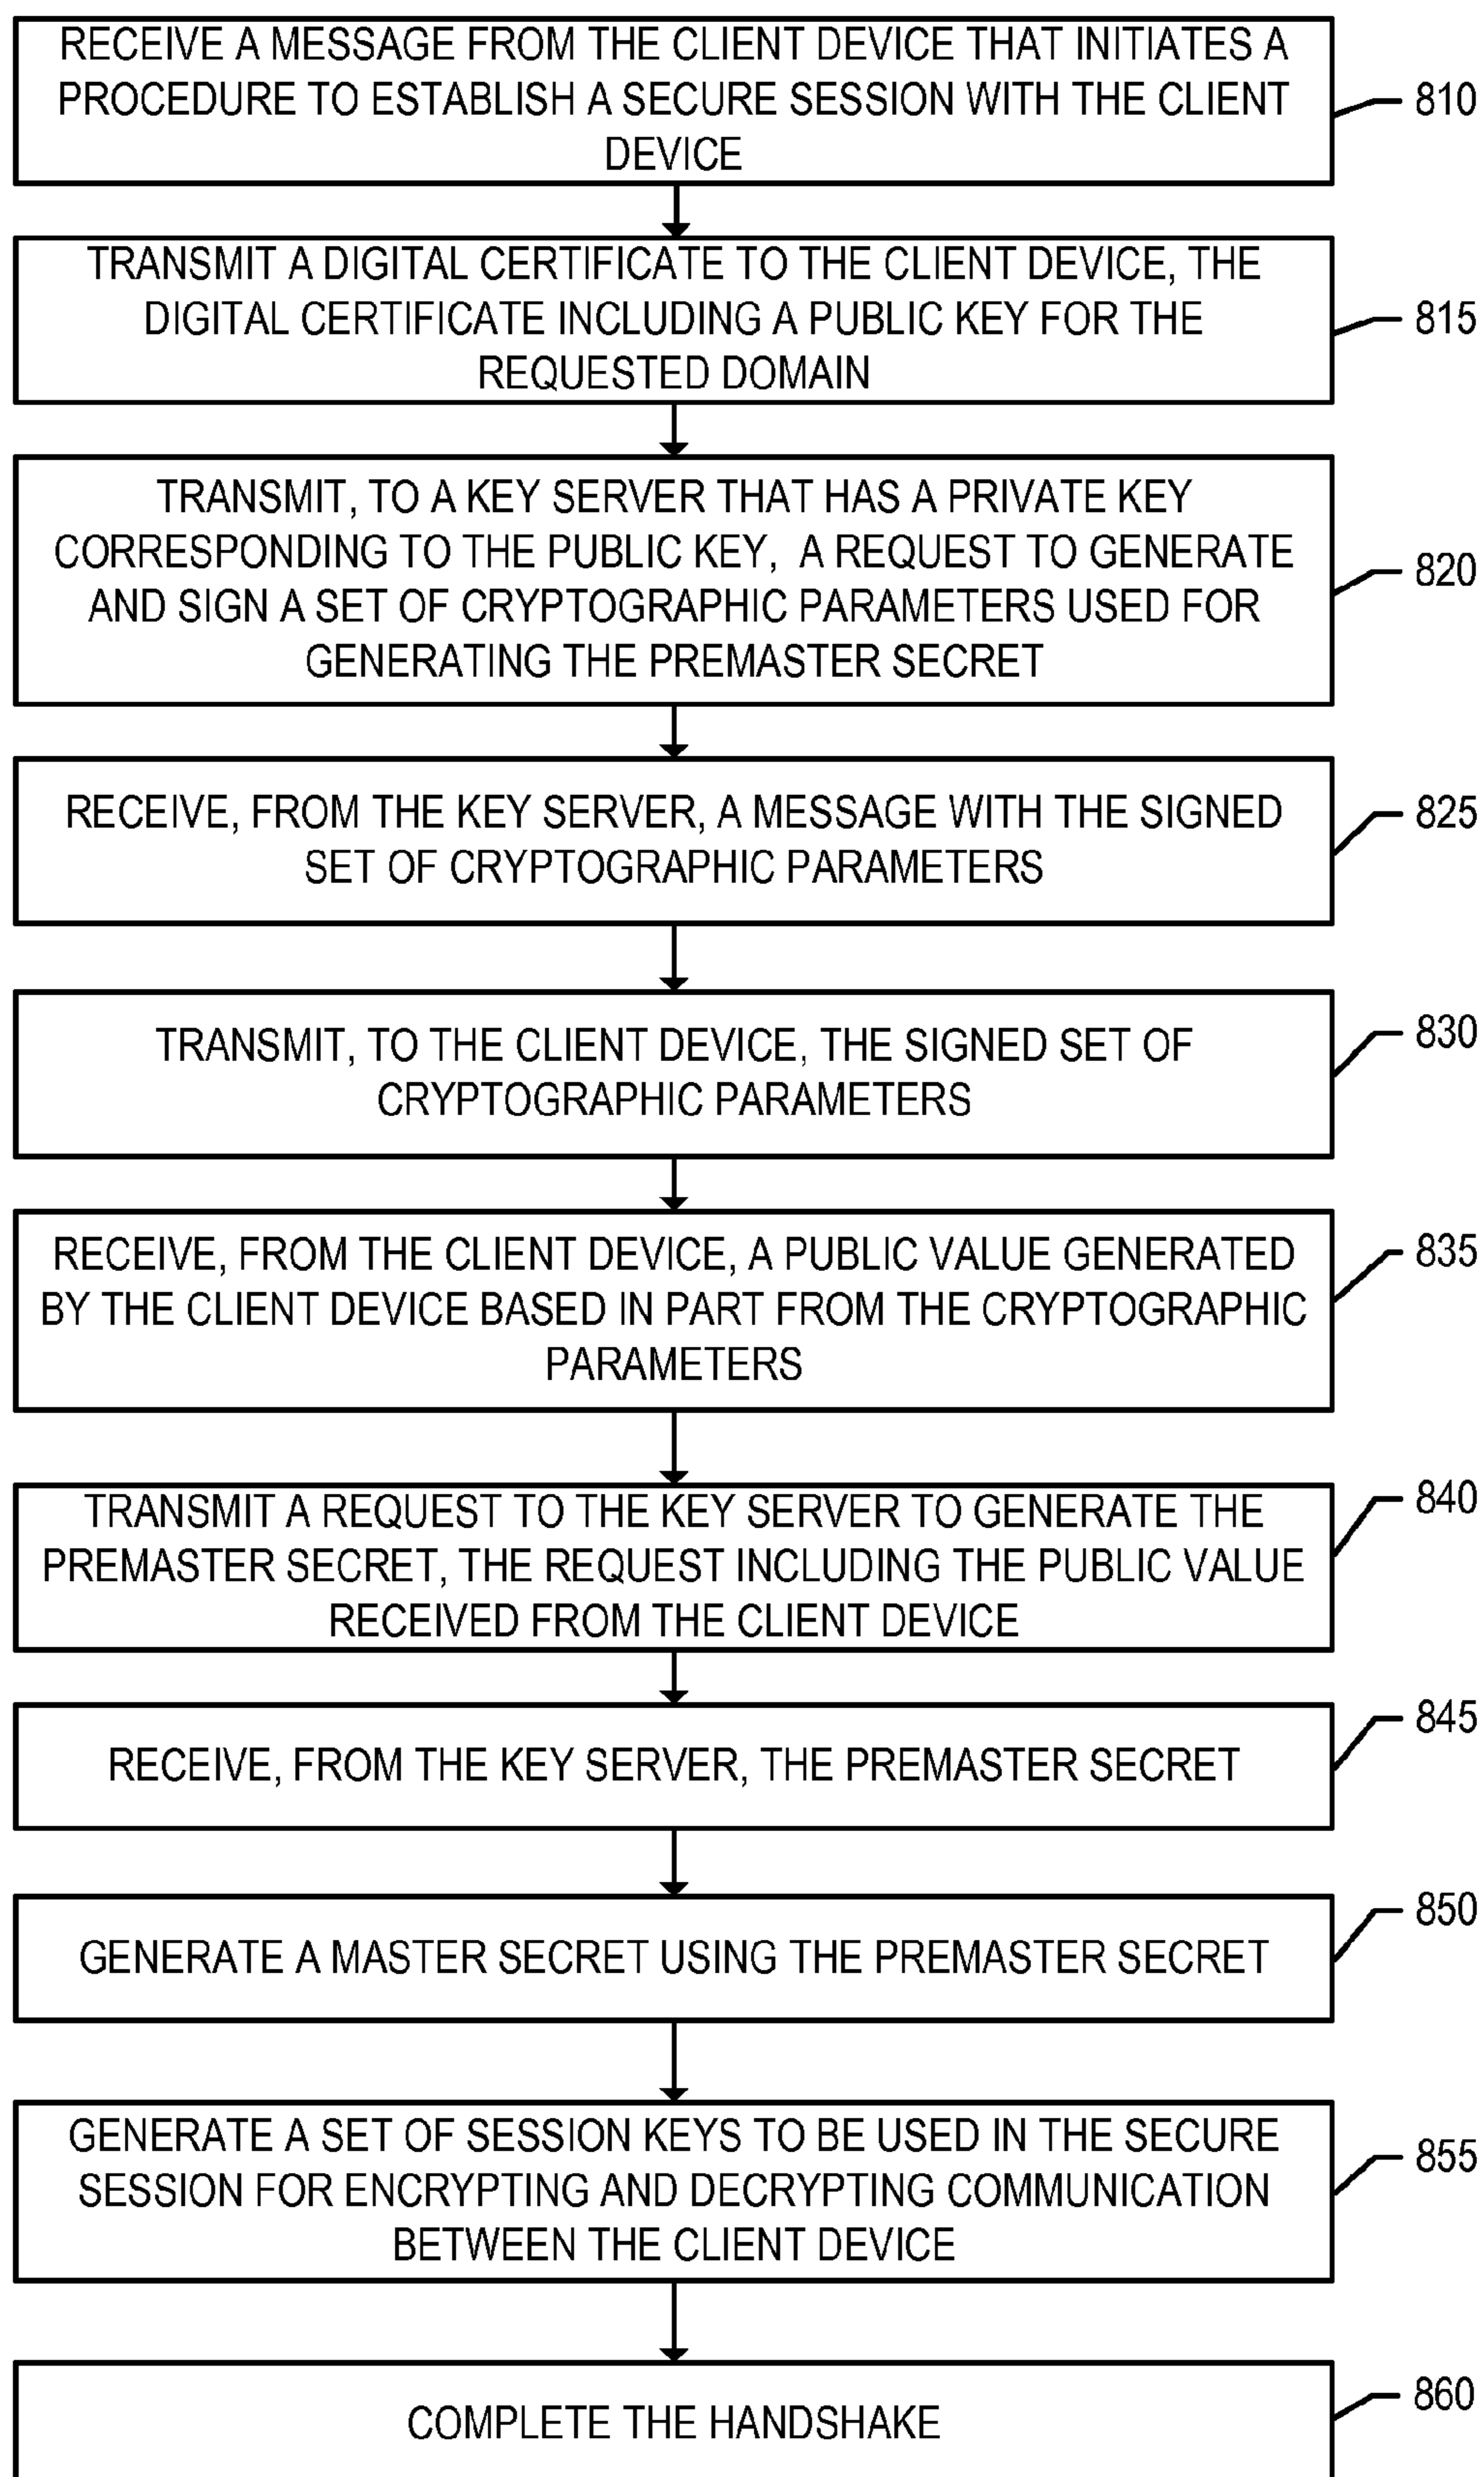 RECEIVE A MESSAGE FROM THE CLIENT DEVICE THAT INITIATES A
PROCEDURE TO ESTABLISH A SECURE SESSION WITH THE CLIENT
DEVICE
810
TRANSMIT A DIGITAL CERTIFICATE TO THE CLIENT DEVICE, THE
DIGITAL CERTIFICATE INCLUDING A PUBLIC KEY FOR THE
REQUESTED DOMAIN
815
TRANSMIT, TO A KEY SERVER THAT HAS A PRIVATE KEY
CORRESPONDING TO THE PUBLIC KEY, A REQUEST TO GENERATE
AND SIGN A SET OF CRYPTOGRAPHIC PARAMETERS USED FOR
GENERATING THE PREMASTER SECRET
820
RECEIVE, FROM THE KEY SERVER, A MESSAGE WITH THE SIGNED
SET OF CRYPTOGRAPHIC PARAMETERS
825
TRANSMIT, TO THE CLIENT DEVICE, THE SIGNED SET OF
CRYPTOGRAPHIC PARAMETERS
830
RECEIVE, FROM THE CLIENT DEVICE, A PUBLIC VALUE GENERATED
BY THE CLIENT DEVICE BASED IN PART FROM THE CRYPTOGRAPHIC
PARAMETERS
835
TRANSMIT A REQUEST TO THE KEY SERVER TO GENERATE THE
PREMASTER SECRET, THE REQUEST INCLUDING THE PUBLIC VALUE
RECEIVED FROM THE CLIENT DEVICE
840
RECEIVE, FROM THE KEY SERVER, THE PREMASTER SECRET
845
GENERATE A MASTER SECRET USING THE PREMASTER SECRET
850
GENERATE A SET OF SESSION KEYS TO BE USED IN THE SECURE
SESSION FOR ENCRYPTING AND DECRYPTING COMMUNICATION
BETWEEN THE CLIENT DEVICE
855
COMPLETE THE HANDSHAKE
860